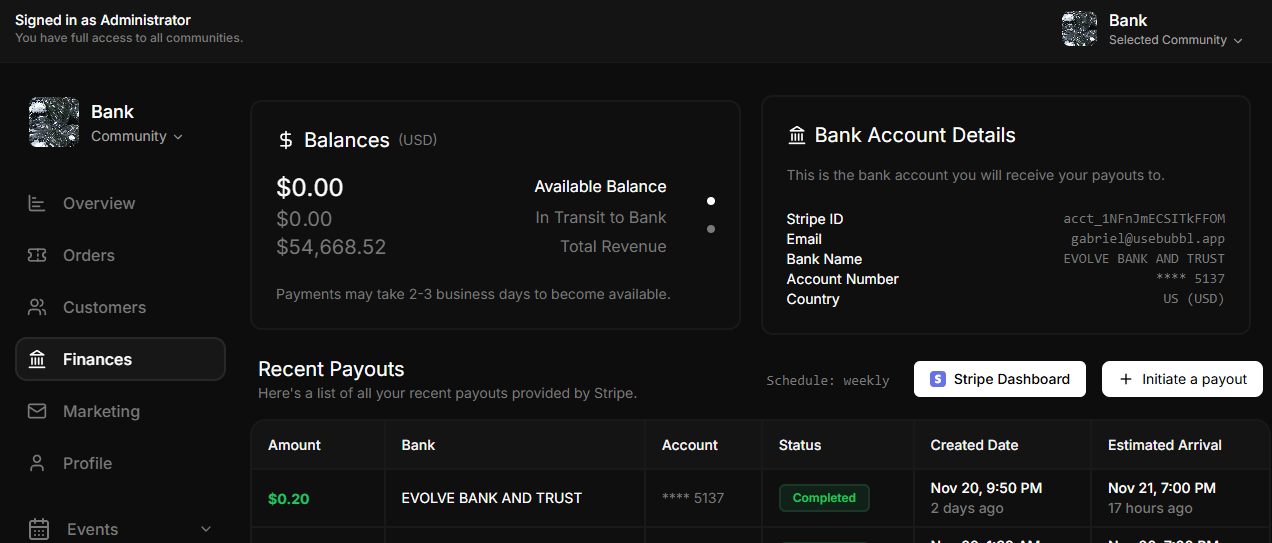 Signed in as Administrator
You have full access to all communities.
Bank
Selected Community
Bank
Community
Overview
Orders
Customers
Finances
Marketing
Profile
Events
$ Balances (USD)
$0.00 Available Balance
$0.00 In Transit to Bank
$54,668.52 Total Revenue
Payments may take 2-3 business days to become available.
Bank Account Details
This is the bank account you will receive your payouts to.
Stripe ID acct_1NFnJmECSITkFFOM
Email gabriel@usebubbl.app
Bank Name EVOLVE BANK AND TRUST
Account Number **** 5137
Country US (USD)
Recent Payouts
Here's a list of all your recent payouts provided by Stripe.
Schedule: weekly
S Stripe Dashboard
+ Initiate a payout
Amount Bank Account Status Created Date Estimated Arrival
$0.20 EVOLVE BANK AND TRUST **** 5137 Completed Nov 20, 9:50 PM Nov 21, 7:00 PM
2 days ago 17 hours ago